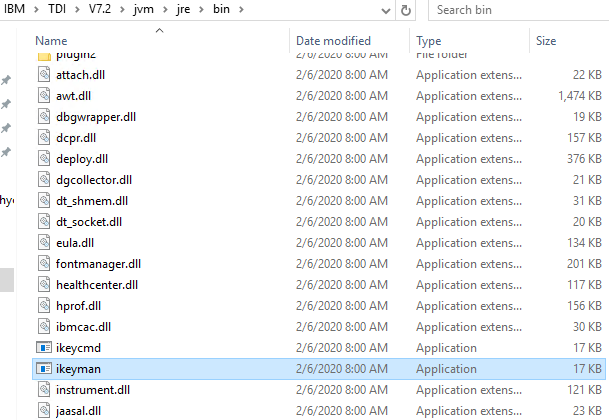 IBM > TDI > V7.2 > jvm > jre > bin > Search bin
Name Date modified Type Size
plugin2 2/6/2020 8:00 AM File folder
attach.dll 2/6/2020 8:00 AM Application extens... 22 KB
awt.dll 2/6/2020 8:00 AM Application extens... 1,474 KB
dbgwrapper.dll 2/6/2020 8:00 AM Application extens... 19 KB
dcpr.dll 2/6/2020 8:00 AM Application extens... 157 KB
deploy.dll 2/6/2020 8:00 AM Application extens... 376 KB
dgcollector.dll 2/6/2020 8:00 AM Application extens... 21 KB
dt_shmem.dll 2/6/2020 8:00 AM Application extens... 31 KB
hyc
dt_socket.dll 2/6/2020 8:00 AM Application extens... 20 KB
eula.dll 2/6/2020 8:00 AM Application extens... 134 KB
fontmanager.dll 2/6/2020 8:00 AM Application extens... 201 KB
healthcenter.dll 2/6/2020 8:00 AM Application extens... 117 KB
hprof.dll 2/6/2020 8:00 AM Application extens... 156 KB
ibmcac.dll 2/6/2020 8:00 AM Application extens... 130 KB
ikeycmd 2/6/2020 8:00 AM Application 17 KB
ikeyman 2/6/2020 8:00 AM Application 17 KB
instrument.dll 2/6/2020 8:00 AM Application extens... 121 KB
jaasal.dll 2/6/2020 8:00 AM Application extens... 23 KB